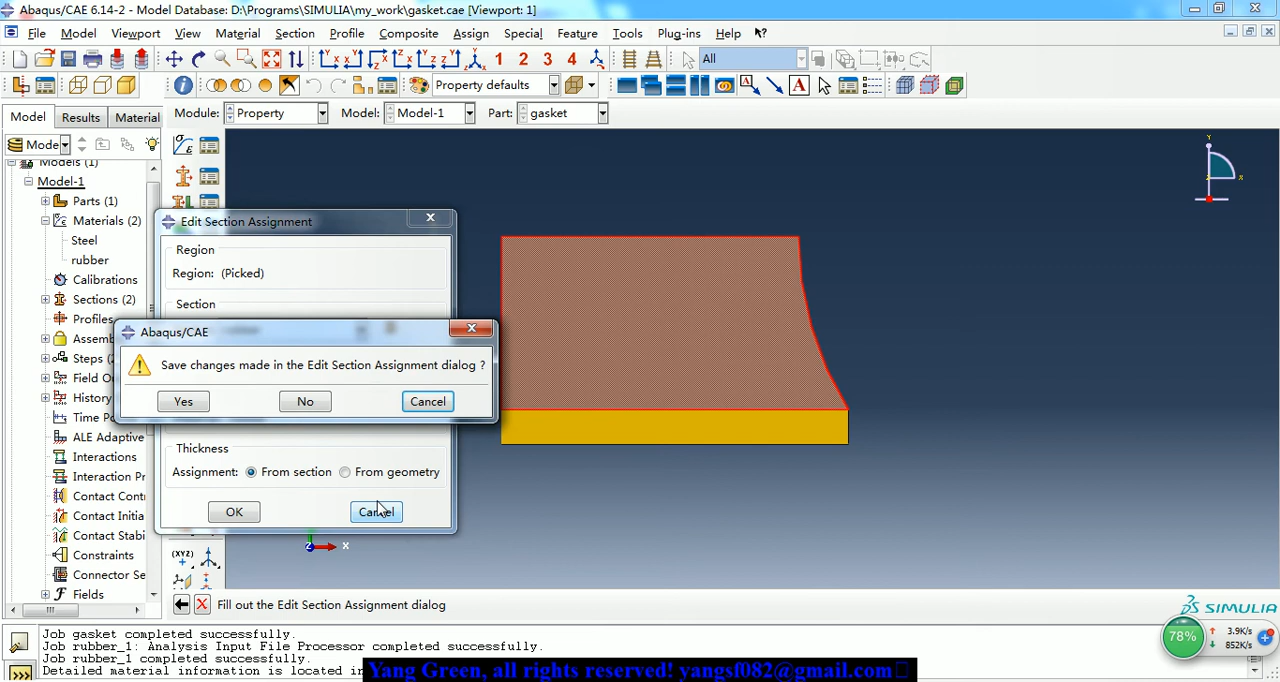 Abaqus/CAE 6.14-2 - Model Database: D:\Programs\SIMULIA\my_work\gasket.cae [Viewport: 1]
File Model Viewport View Material Section Profile Composite Assign Special Feature Tools Plug-ins Help
1 2 3 4 All
Property defaults
Model Results Material
Module: Property Model: Model-1 Part: gasket
Mode
Models (1)
Model-1
Parts (1)
Materials (2)
Steel
rubber
Calibrations
Sections (2)
Profiles
Assemb
Steps (
Field O
History
Time Po
ALE Adaptive
Interactions
Interaction Pr
Contact Contr
Contact Initia
Contact Stabi
Constraints
Connector Se
Fields
Edit Section Assignment
Region
Region: (Picked)
Section
Abaqus/CAE
Save changes made in the Edit Section Assignment dialog ?
Yes No Cancel
Thickness
Assignment: From section From geometry
OK Cancel
X
Y
X
Fill out the Edit Section Assignment dialog
SIMULIA
Job gasket completed successfully.
Job rubber_1: Analysis Input File Processor completed successfully.
Job rubber_1 completed successfully.
Detailed material information is located in
78%
3.9K/s
852K/s
Yang Green, all rights reserved! yangsf082@gmail.com